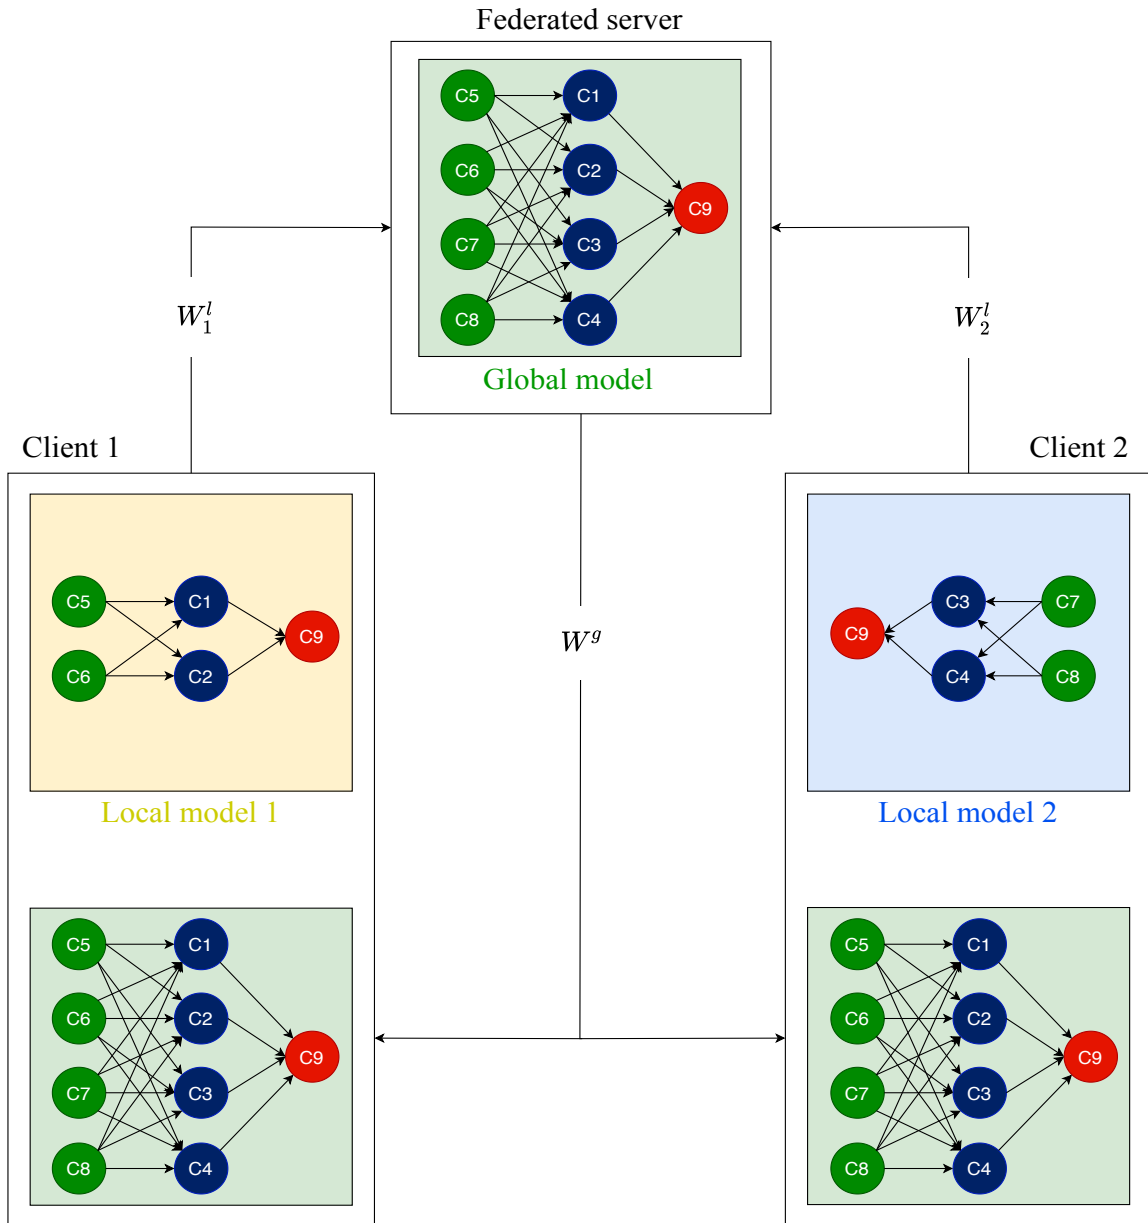 Federated server
C5 C1
C6 C2
C9
C7 C3
C8 C4
Global model
W_1^l
W_2^l
Client 1
Client 2
C5 C1
C9
C6 C2
Local model 1
W^g
C3 C7
C9
C4 C8
Local model 2
C5 C1
C6 C2
C9
C7 C3
C8 C4
C5 C1
C6 C2
C9
C7 C3
C8 C4